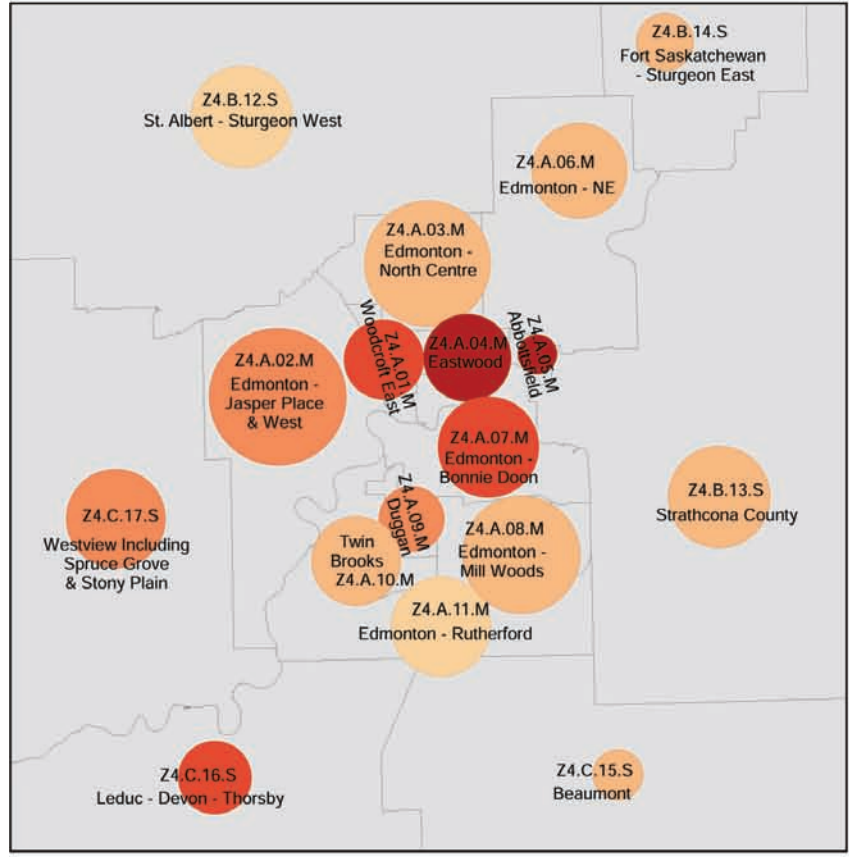 Z4.B.14.S
Fort Saskatchewan
- Sturgeon East
Z4.B.12.S
St. Albert - Sturgeon West
Z4.A.06.M
Edmonton - NE
Z4.A.03.M
Edmonton -
North Centre
Z4.A.01.M
Woodcroft East
Z4.A.04.M
Eastwood
Z4.A.05.M
Abbottsfield
Z4.A.02.M
Edmonton -
Jasper Place
& West
Z4.A.07.M
Edmonton -
Bonnie Doon
Z4.B.13.S
Strathcona County
Z4.C.17.S
Westview Including
Spruce Grove
& Stony Plain
Z4.A.09.M
Duggan
Twin
Brooks
Z4.A.10.M
Z4.A.08.M
Edmonton -
Mill Woods
Z4.A.11.M
Edmonton - Rutherford
Z4.C.16.S
Leduc - Devon - Thorsby
Z4.C.15.S
Beaumont